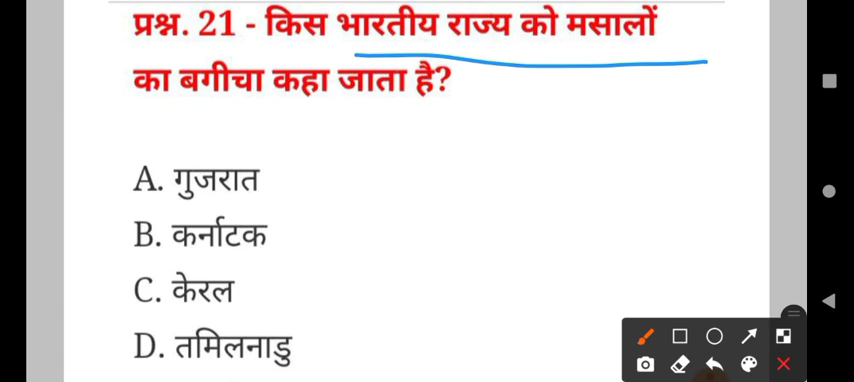 प्रश्न. 21 - किस भारतीय राज्य को मसालों
का बगीचा कहा जाता है?
A. गुजरात
B. कर्नाटक
C. केरल
D. तमिलनाडु